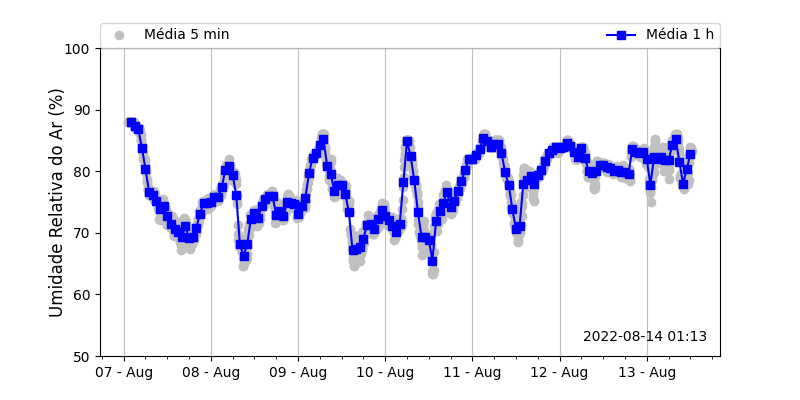 Média 5 min
Média 1 h
Umidade Relativa do Ar (%)
100
90
80
70
60
50
2022-08-14 01:13
07 - Aug
08 - Aug
09 - Aug
10 - Aug
11 - Aug
12 - Aug
13 - Aug